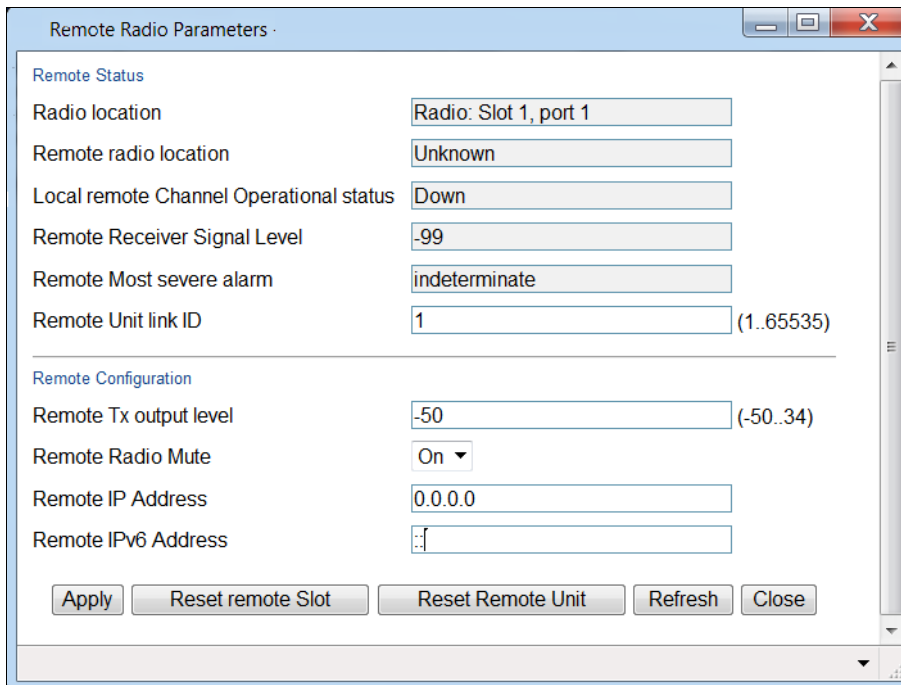 Remote Radio Parameters ·
Remote Status
Radio location Radio: Slot 1, port 1
Remote radio location Unknown
Local remote Channel Operational status Down
Remote Receiver Signal Level -99
Remote Most severe alarm indeterminate
Remote Unit link ID 1 (1..65535)
Remote Configuration
Remote Tx output level -50 (-50..34)
Remote Radio Mute On
Remote IP Address 0.0.0.0
Remote IPv6 Address ::
Apply Reset remote Slot Reset Remote Unit Refresh Close